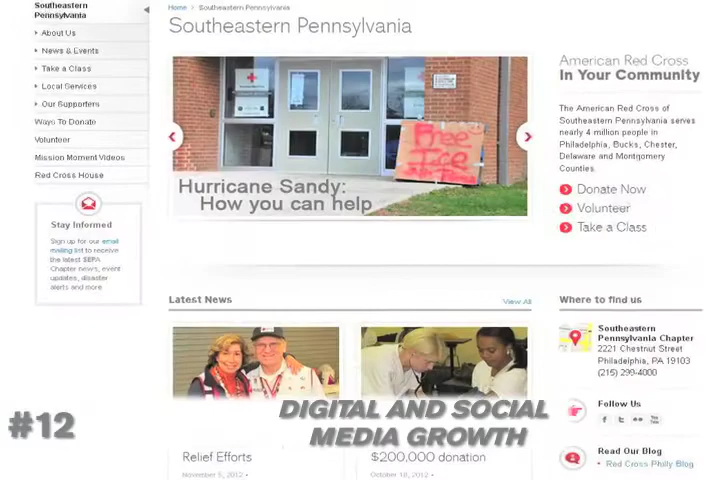 Southeastern
Pennsylvania
About Us
News & Events
Take a Class
Local Services
Our Supporters
Ways To Donate
Volunteer
Mission Moment Videos
Red Cross House
Stay Informed
Sign up for our email
mailing list to receive
the latest SEPA
Chapter news, event
updates, disaster
alerts and more
Home > Southeastern Pennsylvania
Southeastern Pennsylvania
Free
Ice
Hurricane Sandy:
How you can help
American Red Cross
In Your Community
The American Red Cross of
Southeastern Pennsylvania serves
nearly 4 million people in
Philadelphia, Bucks, Chester,
Delaware and Montgomery
Counties.
Donate Now
Volunteer
Take a Class
Latest News
View All
Where to find us
Southeastern
Pennsylvania Chapter
2221 Chestnut Street
Philadelphia, PA 19103
(215) 299-4000
Follow Us
Read Our Blog
Red Cross Philly Blog
#12
DIGITAL AND SOCIAL
MEDIA GROWTH
Relief Efforts
November 5, 2012
$200,000 donation
October 18, 2012